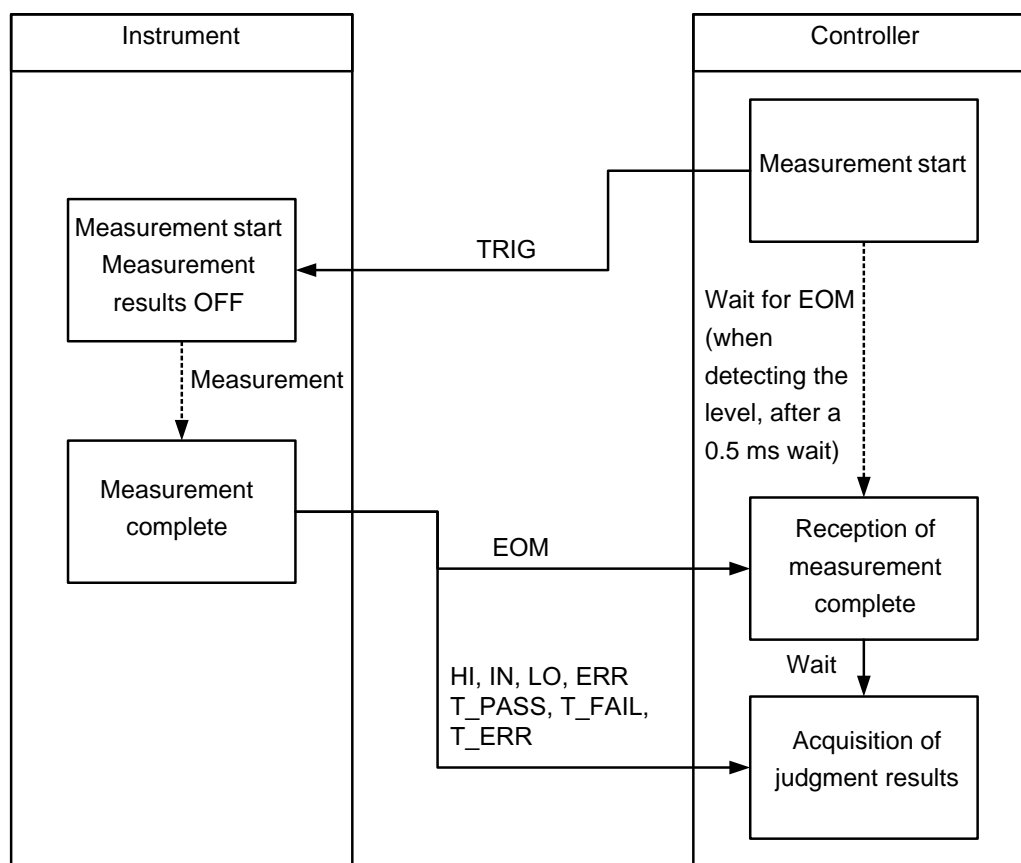 Instrument
Controller
Measurement start
Measurement start
Measurement
results OFF
TRIG
Wait for EOM
(when
detecting the
level, after a
0.5 ms wait)
Measurement
Measurement
complete
EOM
Reception of
measurement
complete
Wait
HI, IN, LO, ERR
T_PASS, T_FAIL,
T_ERR
Acquisition of
judgment results